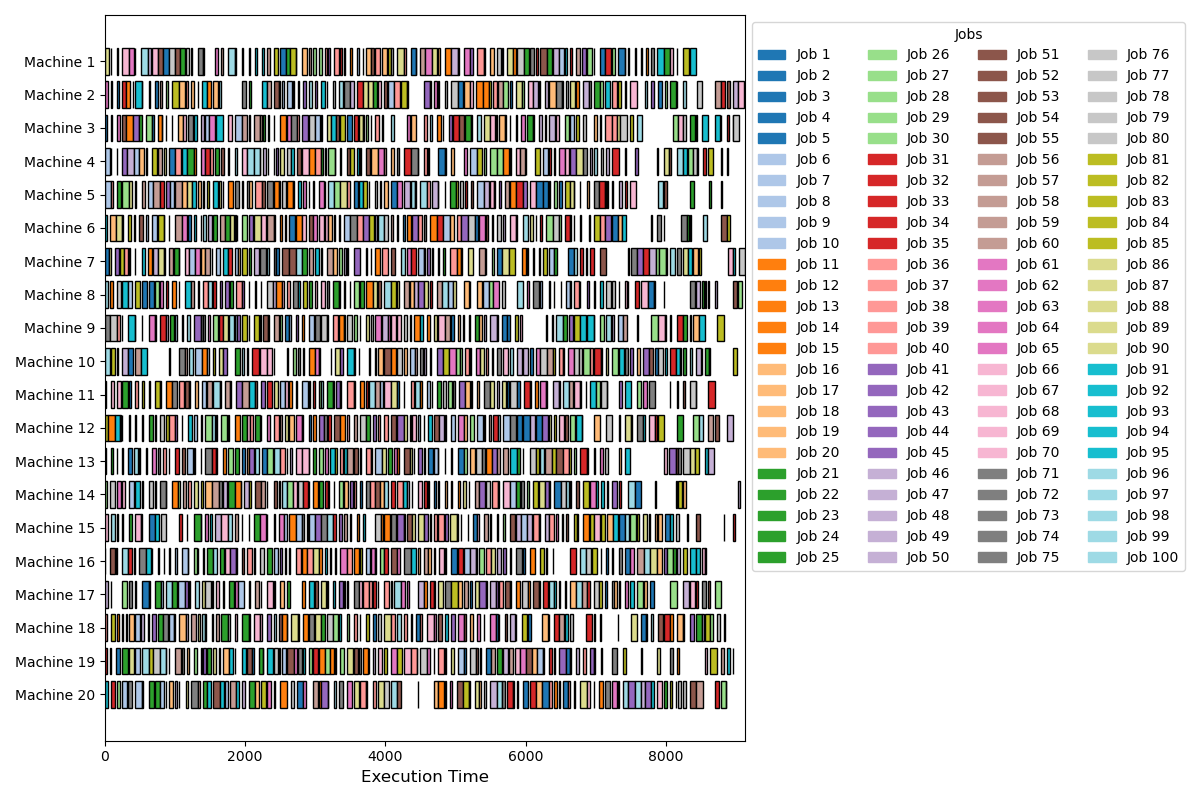 Machine 1
Machine 2
Machine 3
Machine 4
Machine 5
Machine 6
Machine 7
Machine 8
Machine 9
Machine 10
Machine 11
Machine 12
Machine 13
Machine 14
Machine 15
Machine 16
Machine 17
Machine 18
Machine 19
Machine 20
0 2000 4000 6000 8000
Execution Time
Jobs
Job 1 Job 26 Job 51 Job 76
Job 2 Job 27 Job 52 Job 77
Job 3 Job 28 Job 53 Job 78
Job 4 Job 29 Job 54 Job 79
Job 5 Job 30 Job 55 Job 80
Job 6 Job 31 Job 56 Job 81
Job 7 Job 32 Job 57 Job 82
Job 8 Job 33 Job 58 Job 83
Job 9 Job 34 Job 59 Job 84
Job 10 Job 35 Job 60 Job 85
Job 11 Job 36 Job 61 Job 86
Job 12 Job 37 Job 62 Job 87
Job 13 Job 38 Job 63 Job 88
Job 14 Job 39 Job 64 Job 89
Job 15 Job 40 Job 65 Job 90
Job 16 Job 41 Job 66 Job 91
Job 17 Job 42 Job 67 Job 92
Job 18 Job 43 Job 68 Job 93
Job 19 Job 44 Job 69 Job 94
Job 20 Job 45 Job 70 Job 95
Job 21 Job 46 Job 71 Job 96
Job 22 Job 47 Job 72 Job 97
Job 23 Job 48 Job 73 Job 98
Job 24 Job 49 Job 74 Job 99
Job 25 Job 50 Job 75 Job 100